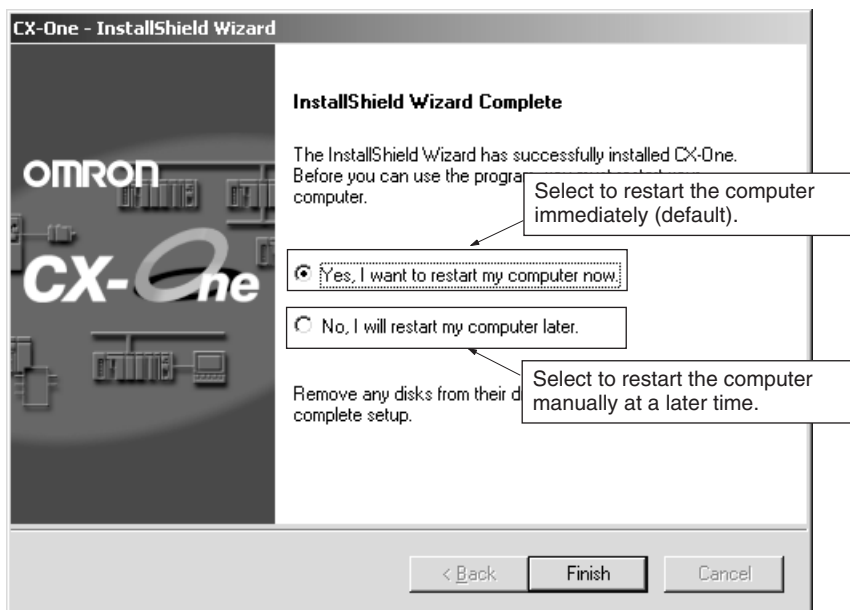 CX-One - InstallShield Wizard
OMRON
CX-One
InstallShield Wizard Complete
The InstallShield Wizard has successfully installed CX-One.
Before you can use the program
computer.
Select to restart the computer
immediately (default).
Yes, I want to restart my computer now.
No, I will restart my computer later.
Select to restart the computer
manually at a later time.
Remove any disks from their
complete setup.
< Back
Finish
Cancel